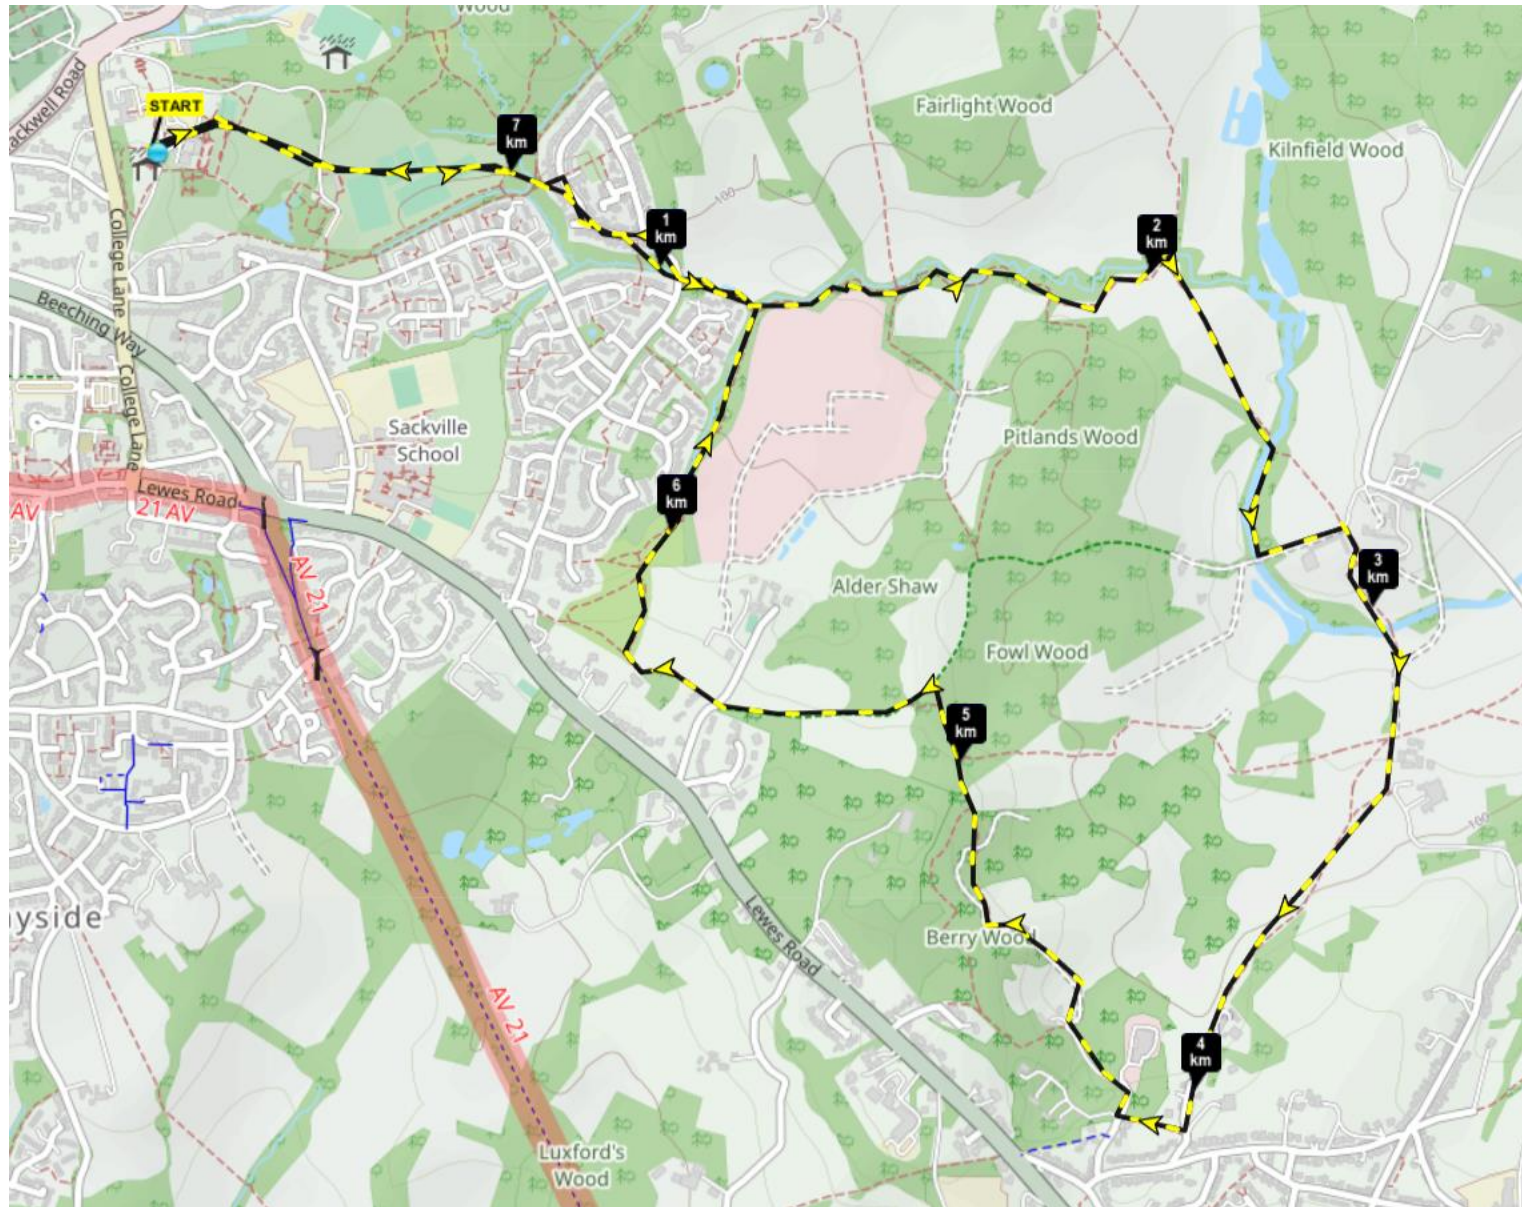 Wood
START
7
km
Fairlight Wood
Kilnfield Wood
100
1
km
2
km
College Lane
Beeching Way
College Lane
Sackville
School
Pitlands Wood
Lewes Road
21 AV
AV
6
km
AV 21
Alder Shaw
3
km
Fowl Wood
5
km
100
yside
Lewes Road
Berry Wood
AV 21
4
km
Luxford's
Wood